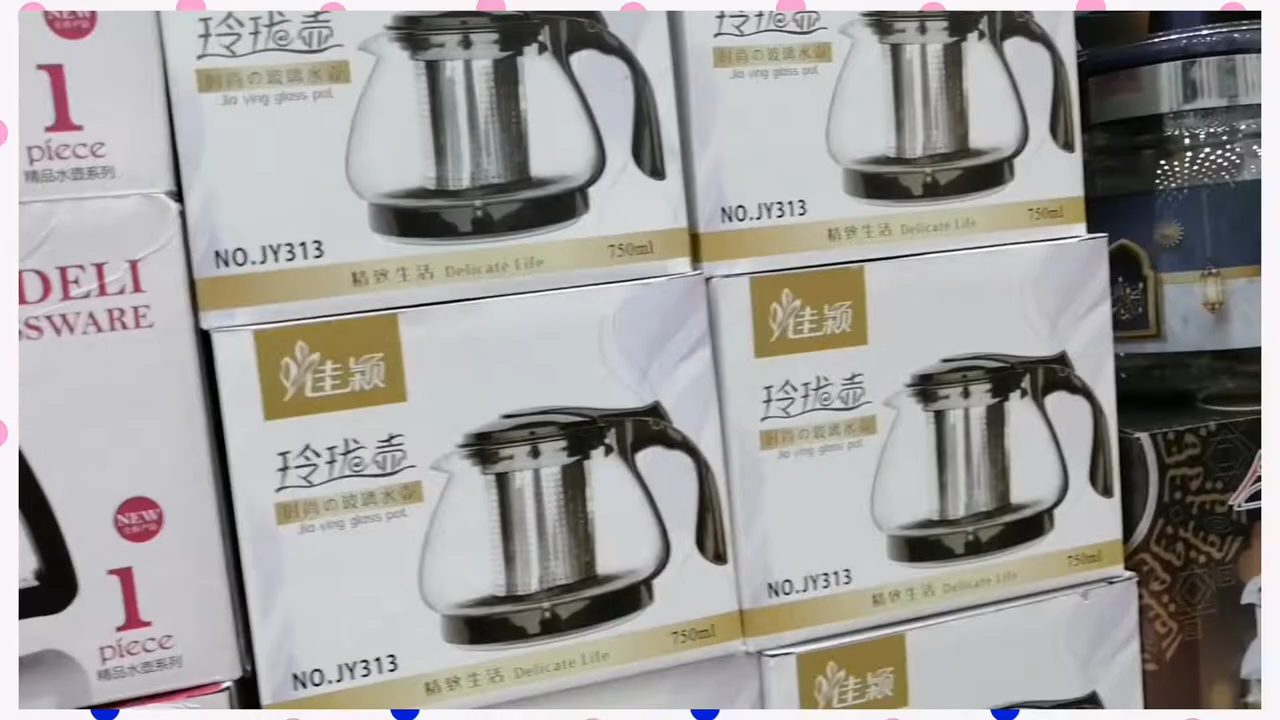 NEW
1
piece
精品水壶系列
DELI
SSWARE
NEW
1
piece
精品水壶系列
玲珑壶
时尚の玻璃水壶
Jia ying glass pot
NO.JY313
750ml
精致生活 Delicate Life
玲珑壶
时尚の玻璃水壶
Jia ying glass pot
NO.JY313
750ml
精致生活 Delicate Life
佳颖
玲珑壶
时尚の玻璃水壶
Jia ying glass pot
NO.JY313
750ml
精致生活 Delicate Life
佳颖
玲珑壶
时尚の玻璃水壶
Jia ying glass pot
NO.JY313
750ml
精致生活 Delicate Life
佳颖